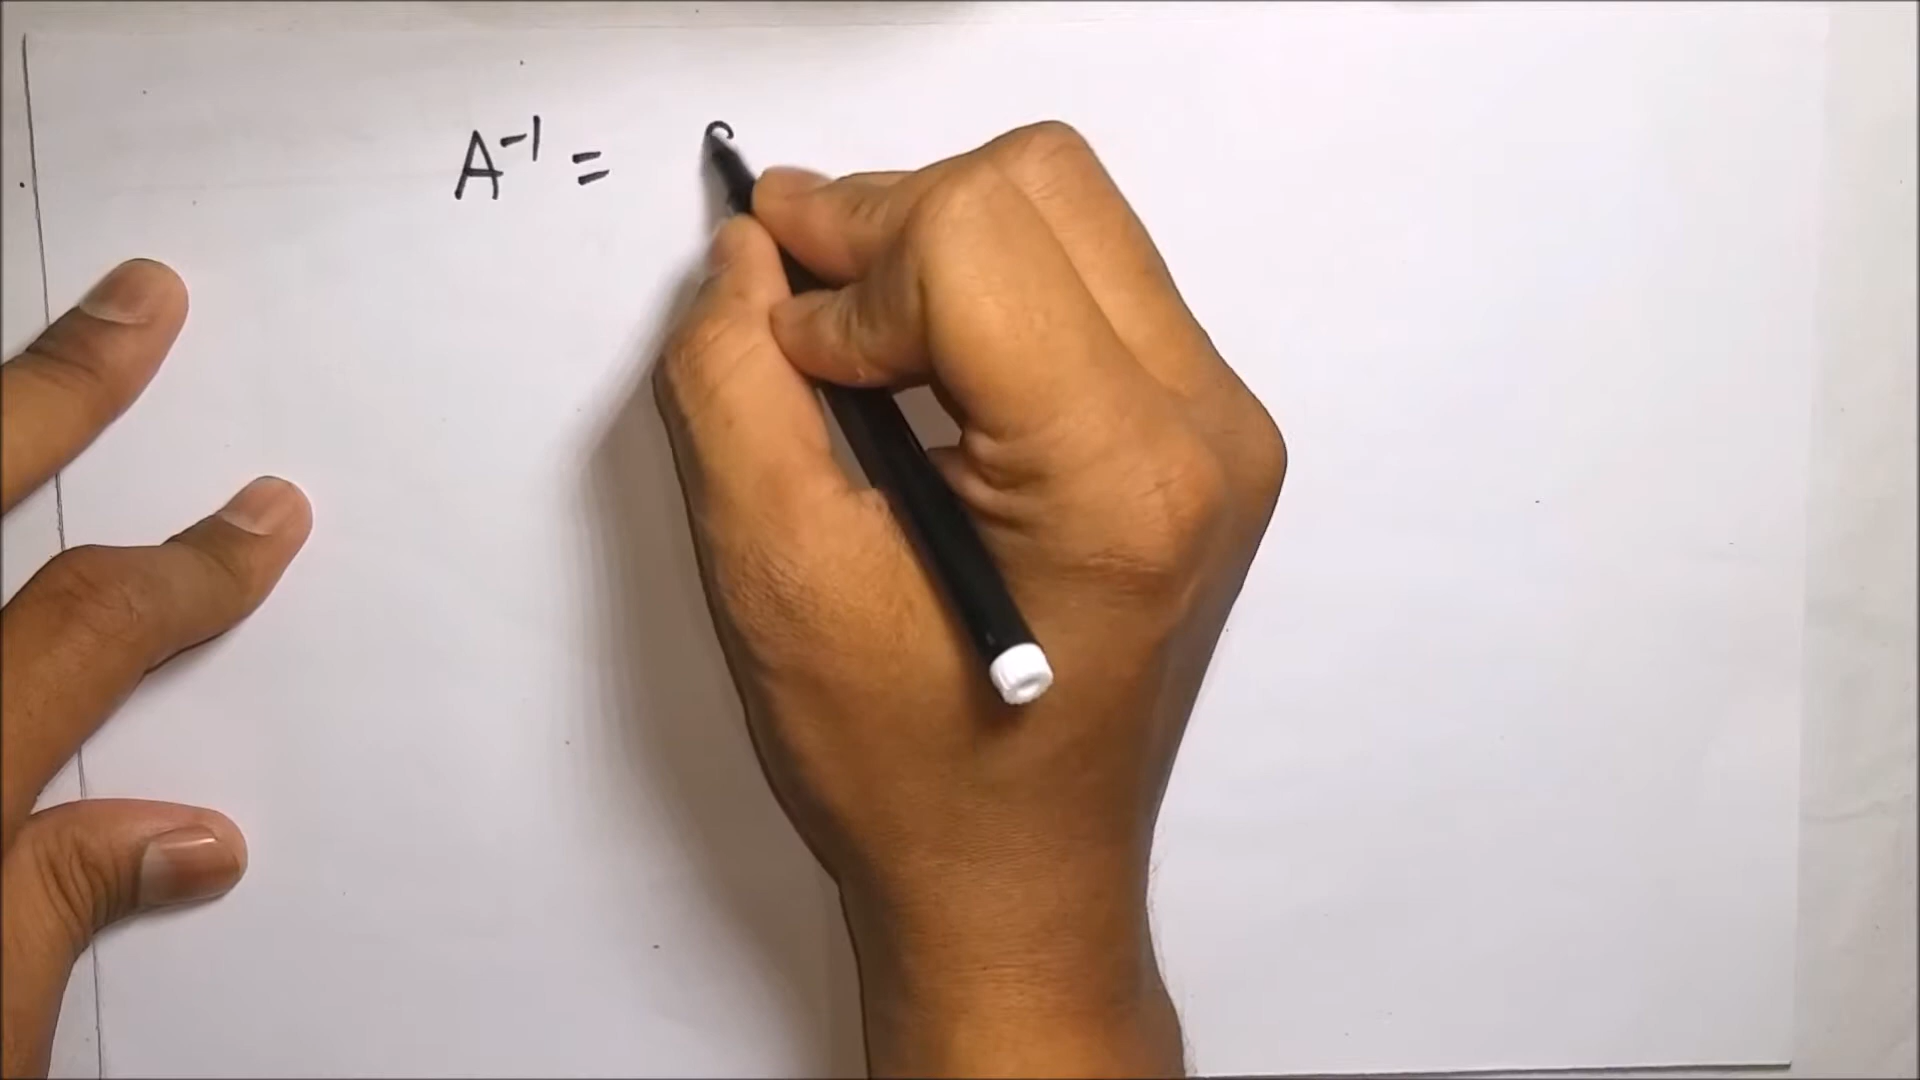 A⁻¹ =